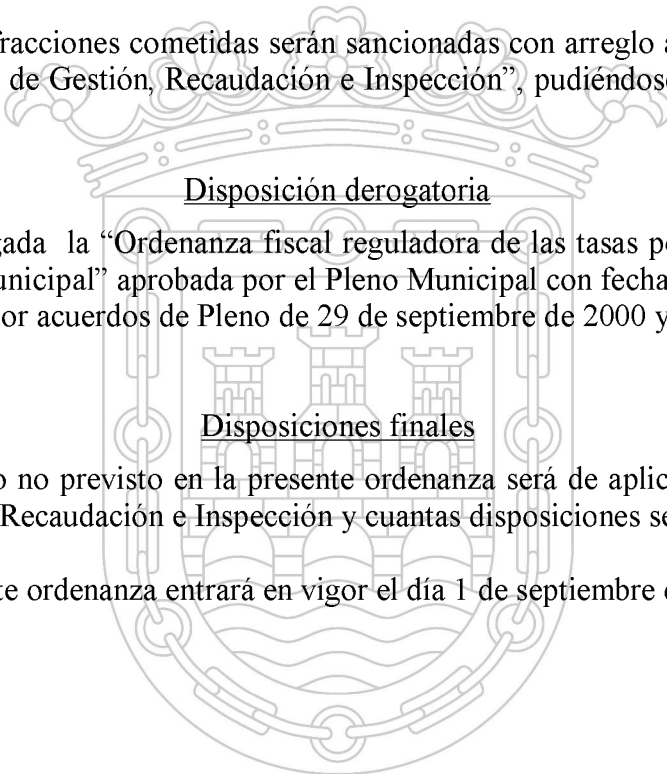 fracciones cometidas serán sancionadas con arreglo a
de Gestión, Recaudación e Inspección”, pudiéndose
Disposición derogatoria
gada la “Ordenanza fiscal reguladora de las tasas po
unicipal” aprobada por el Pleno Municipal con fecha
or acuerdos de Pleno de 29 de septiembre de 2000 y
Disposiciones finales
o no previsto en la presente ordenanza será de aplic
Recaudación e Inspección y cuantas disposiciones se
te ordenanza entrará en vigor el día 1 de septiembre